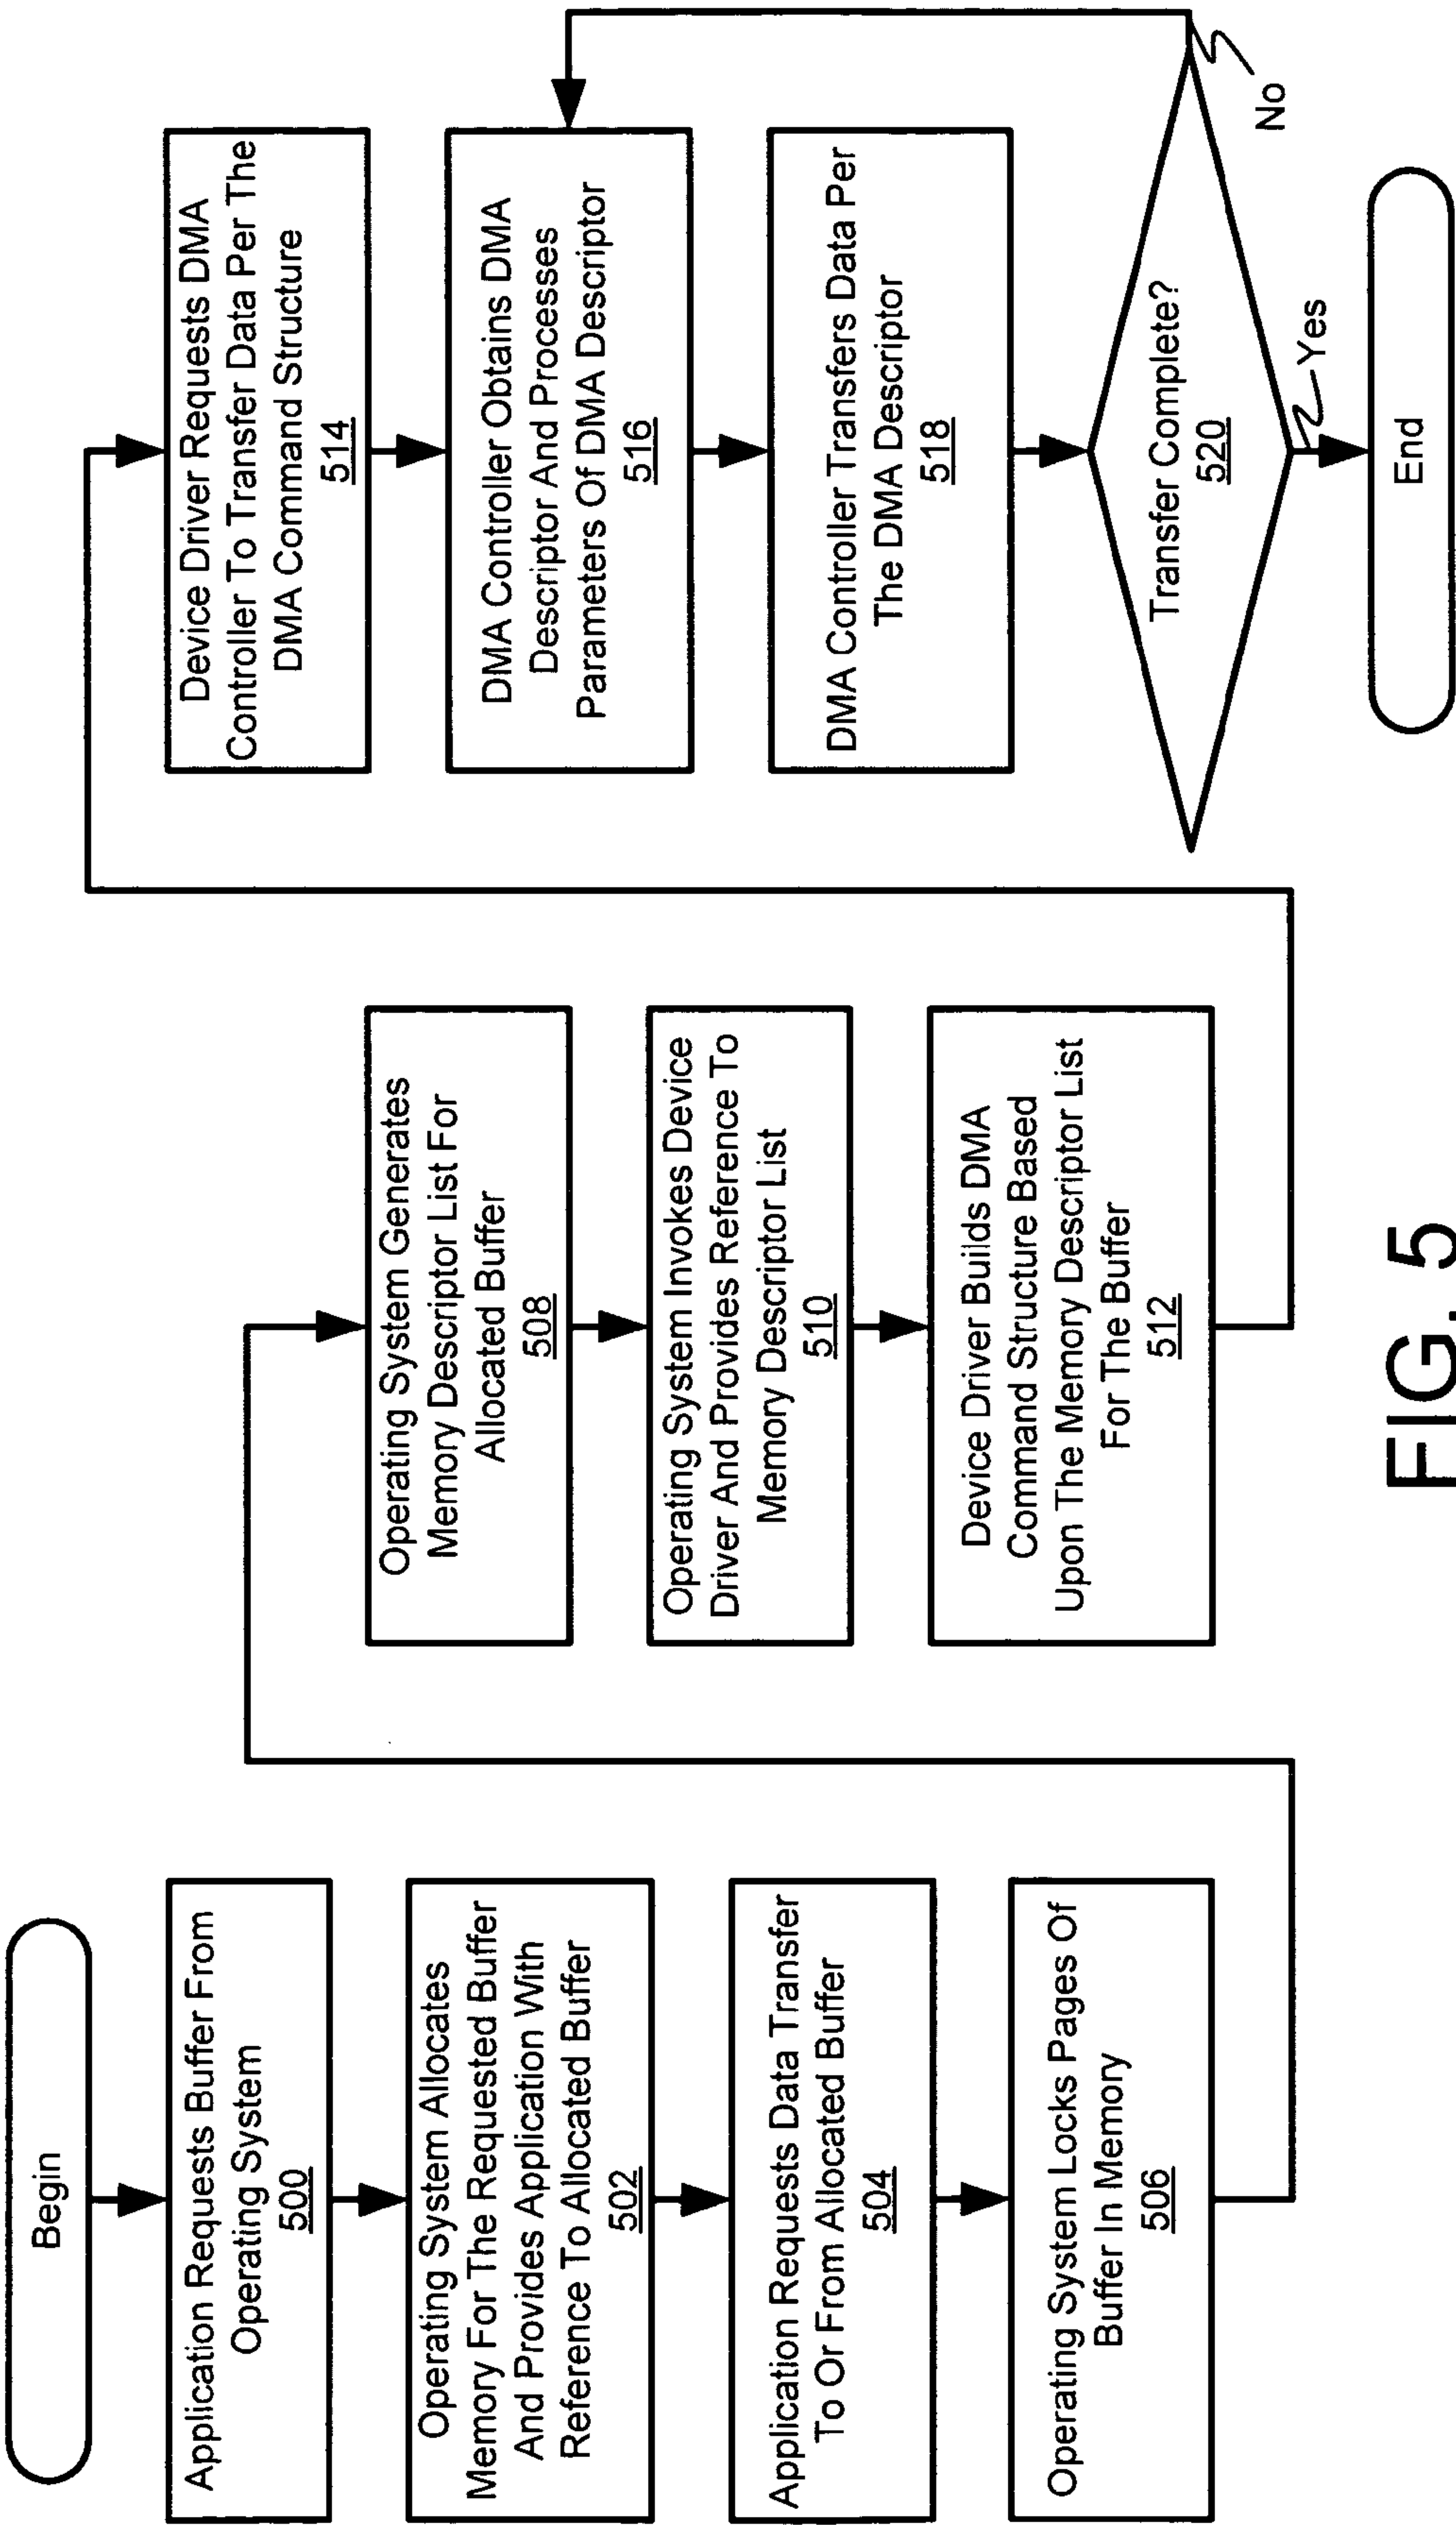 Begin
Application Requests Buffer From
Operating System
500
Operating System Allocates
Memory For The Requested Buffer
And Provides Application With
Reference To Allocated Buffer
502
Application Requests Data Transfer
To Or From Allocated Buffer
504
Operating System Locks Pages Of
Buffer In Memory
506
Operating System Generates
Memory Descriptor List For
Allocated Buffer
508
Operating System Invokes Device
Driver And Provides Reference To
Memory Descriptor List
510
Device Driver Builds DMA
Command Structure Based
Upon The Memory Descriptor List
For The Buffer
512
Device Driver Requests DMA
Controller To Transfer Data Per The
DMA Command Structure
514
DMA Controller Obtains DMA
Descriptor And Processes
Parameters Of DMA Descriptor
516
DMA Controller Transfers Data Per
The DMA Descriptor
518
Transfer Complete?
520
No
Yes
End
FIG. 5